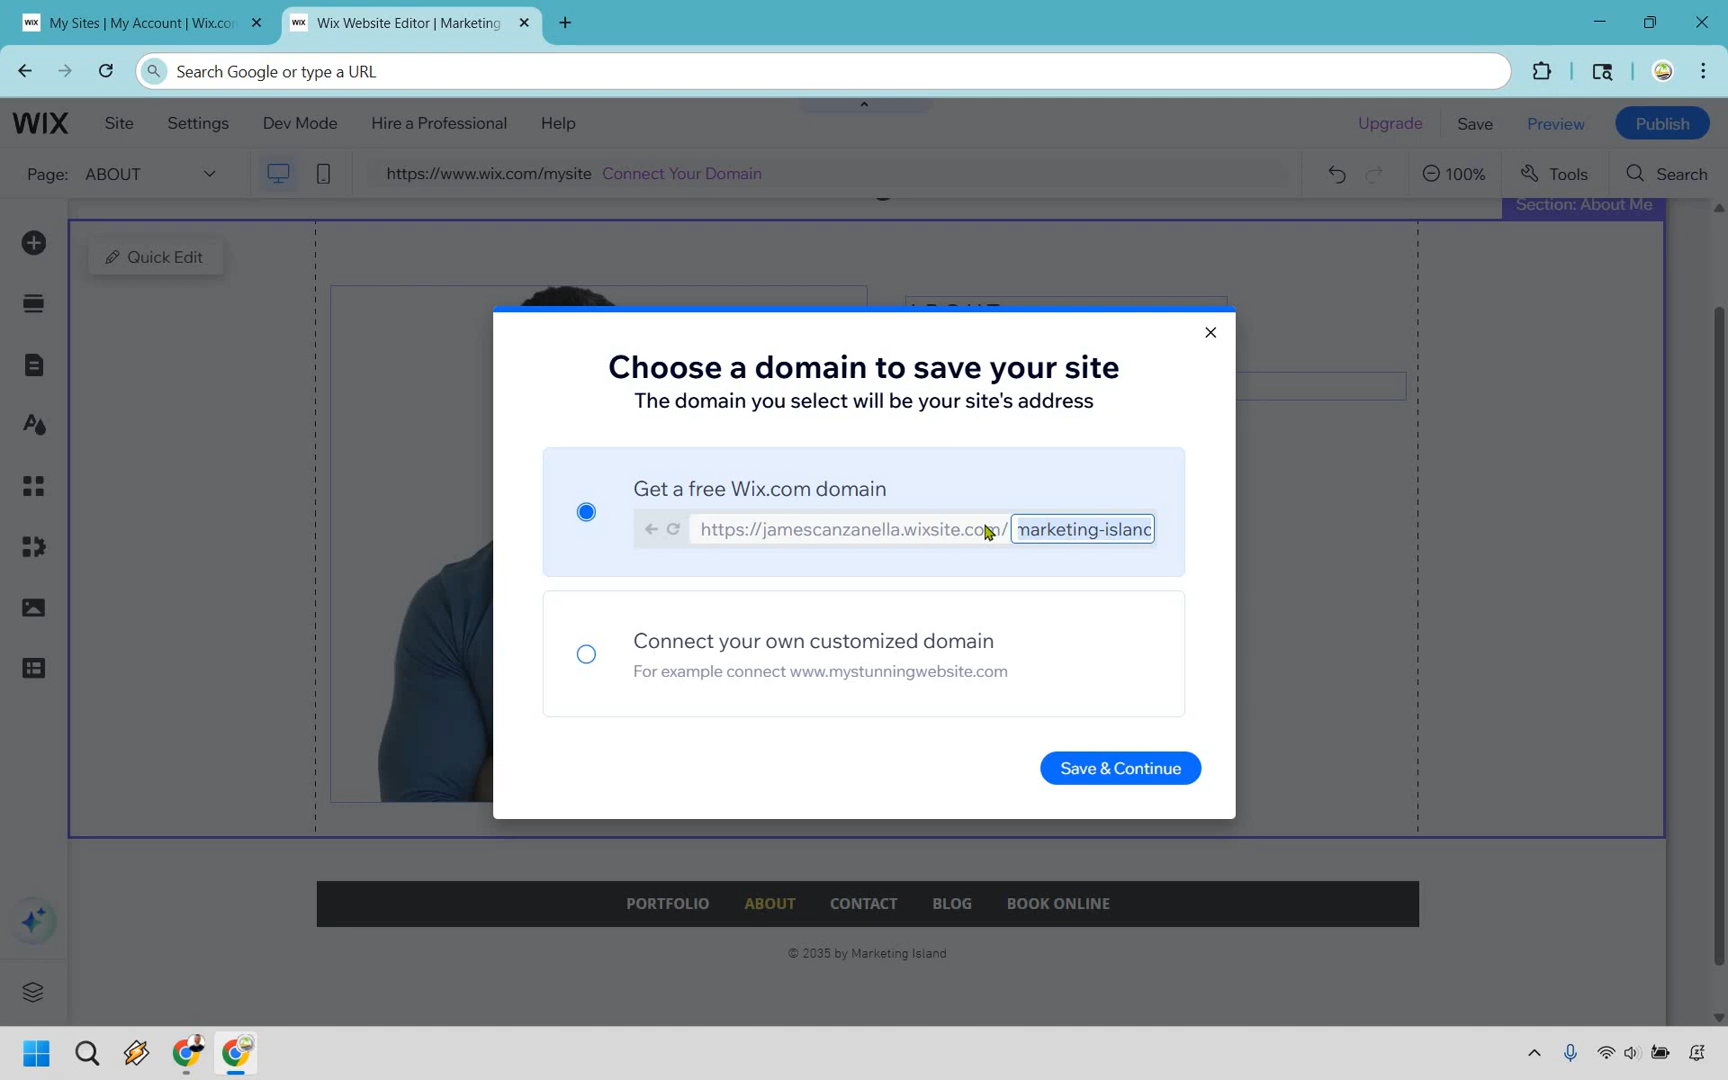 WIX My Sites | My Account | Wix.co
WIX Wix Website Editor | Marketing
Search Google or type a URL
WIX Site Settings Dev Mode Hire a Professional Help Upgrade Save Preview Publish
Page: ABOUT https://www.wix.com/mysite Connect Your Domain 100% Tools Search
Section: About Me
Quick Edit
Choose a domain to save your site
The domain you select will be your site's address
Get a free Wix.com domain
https://jamescanzanella.wixsite.com/ marketing-island
Connect your own customized domain
For example connect www.mystunningwebsite.com
Save & Continue
PORTFOLIO ABOUT CONTACT BLOG BOOK ONLINE
© 2035 by Marketing Island